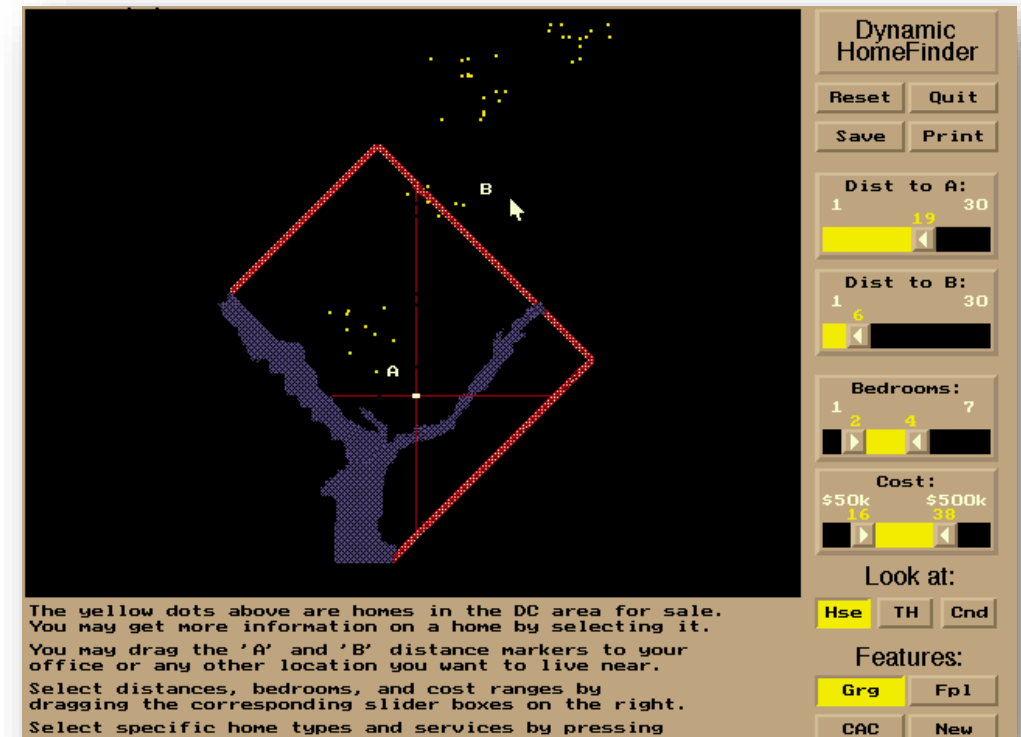 B
A
The yellow dots above are homes in the DC area for sale.
You may get more information on a home by selecting it.
You may drag the 'A' and 'B' distance markers to your
office or any other location you want to live near.
Select distances, bedrooms, and cost ranges by
dragging the corresponding slider boxes on the right.
Select specific home types and services by pressing
Dynamic
HomeFinder
Reset Quit
Save Print
Dist to A:
1 30
19
Dist to B:
1 30
6
Bedrooms:
1 7
2 4
Cost:
$50k $500k
16 38
Look at:
Hse TH Cnd
Features:
Grg Fpl
CAC New